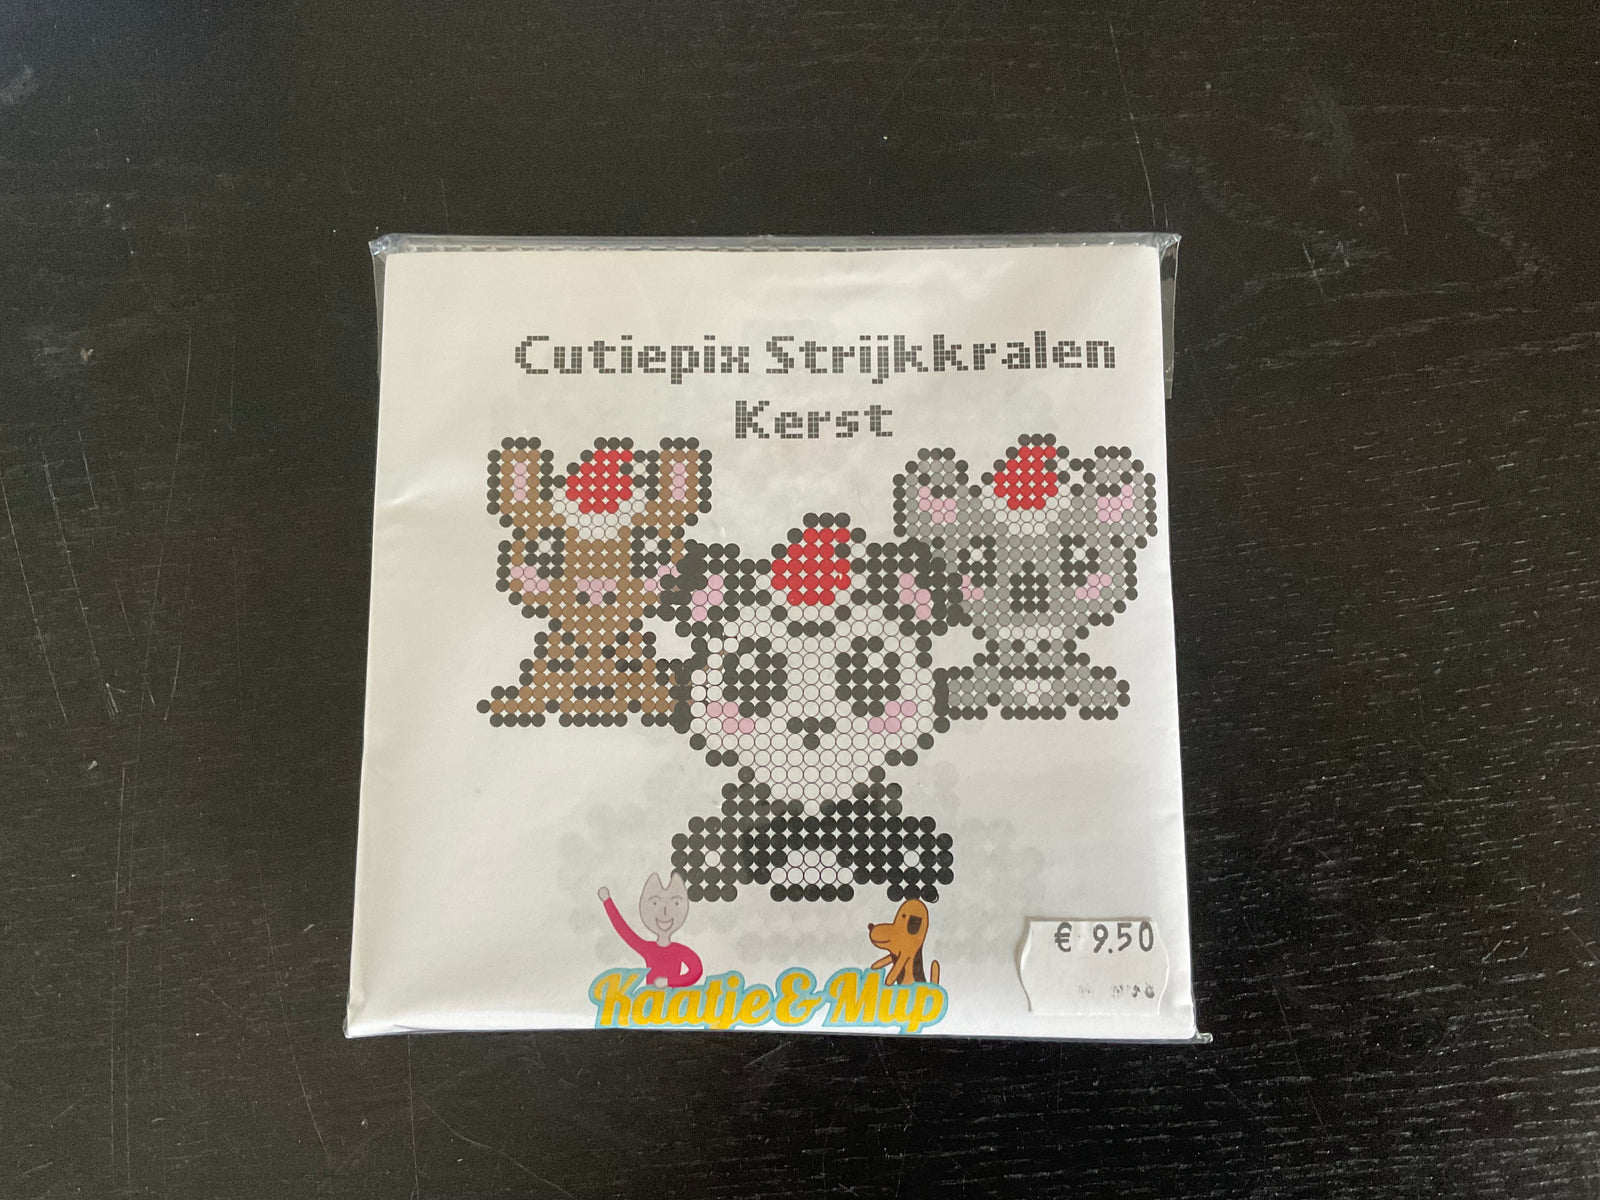 Cutiepix Strijkkralen
Kerst
Kaatje & Mup
€ 9.50